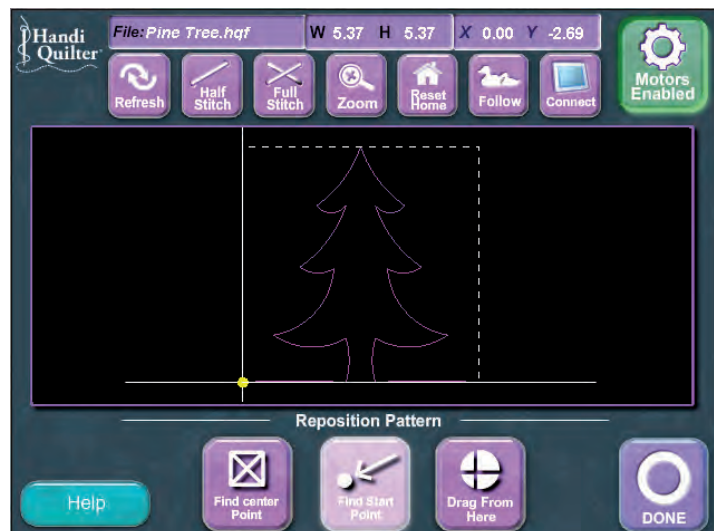 Handi
Quilter
File: Pine Tree.hqf W 5.37 H 5.37 X 0.00 Y -2.69
Motors
Enabled
Refresh
Half
Stitch
Full
Stitch
Zoom
Reset
Home
Follow
Connect
Reposition Pattern
Help
Find center
Point
Find Start
Point
Drag From
Here
DONE